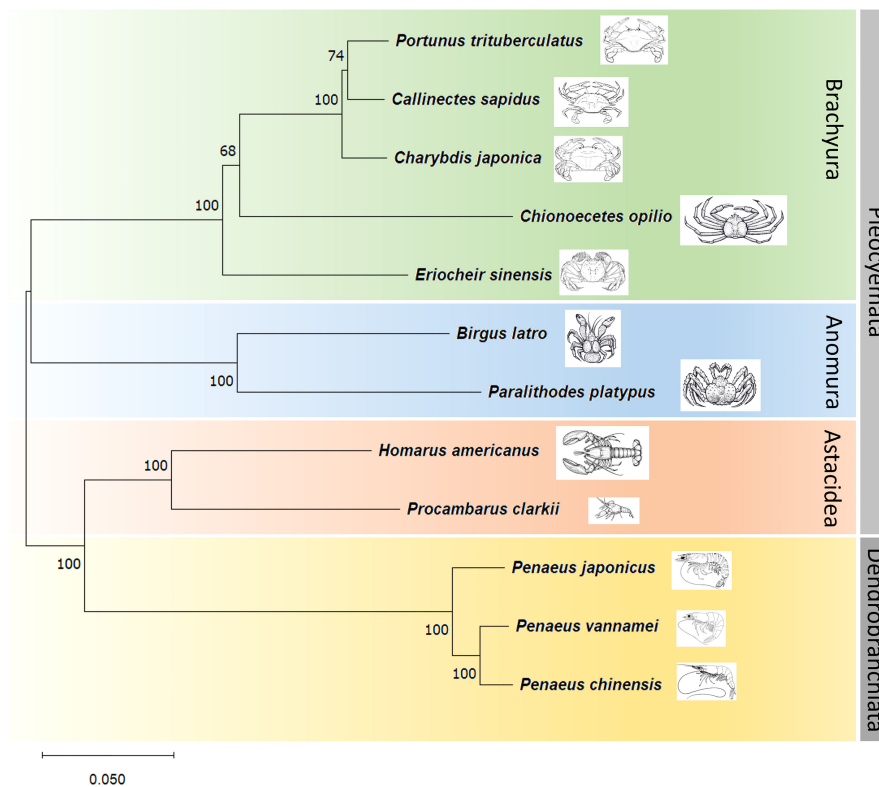 Portunus trituberculatus
74
Callinectes sapidus
100
Charybdis japonica
68
100
Chionoecetes opilio
Eriocheir sinensis
Brachyura
Birgus latro
100
Paralithodes platypus
Anomura
Pleocyemata
Homarus americanus
100
Procambarus clarkii
Astacidea
100
Penaeus japonicus
100
Penaeus vannamei
100
Penaeus chinensis
Dendrobranchiata
0.050